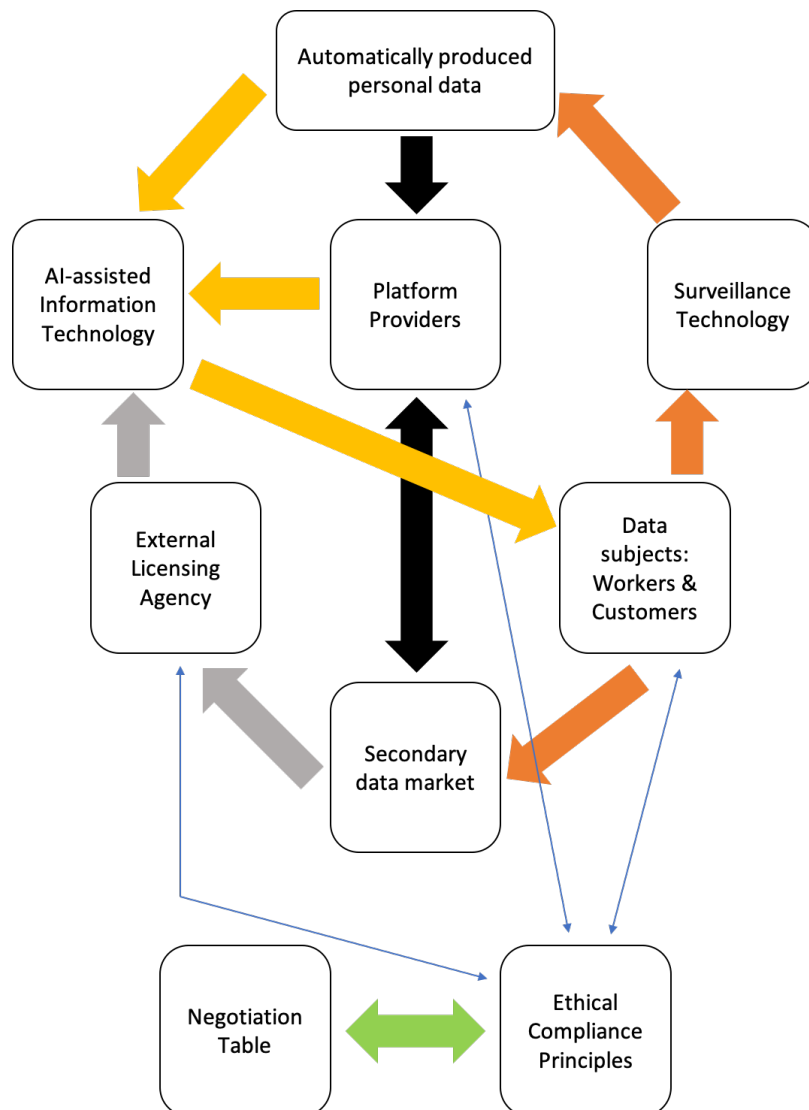 Automatically produced
personal data
AI-assisted
Information
Technology
Platform
Providers
Surveillance
Technology
External
Licensing
Agency
Data
subjects:
Workers &
Customers
Secondary
data market
Negotiation
Table
Ethical
Compliance
Principles